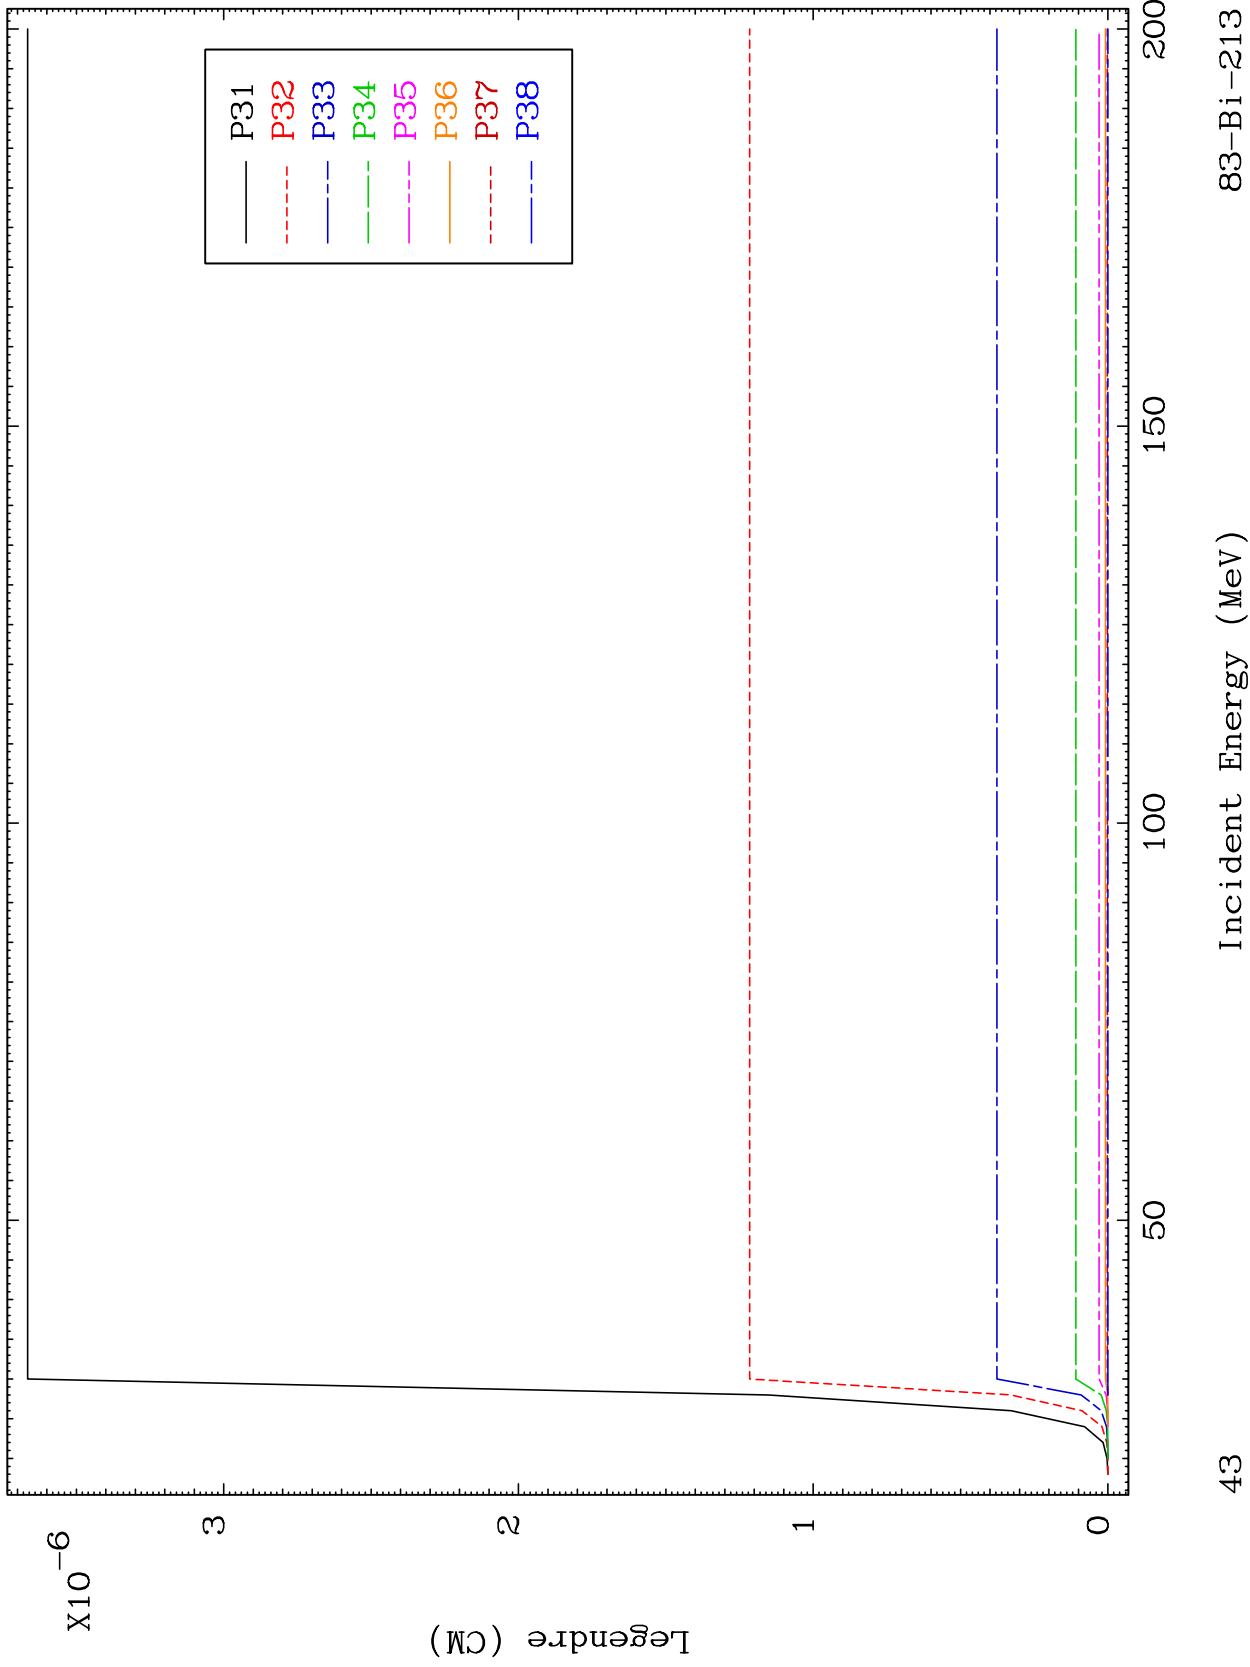 X10-6
Legendre (CM)
3
2
1
0
P31
P32
P33
P34
P35
P36
P37
P38
50
100
150
200
Incident Energy (MeV)
43
83-Bi-213